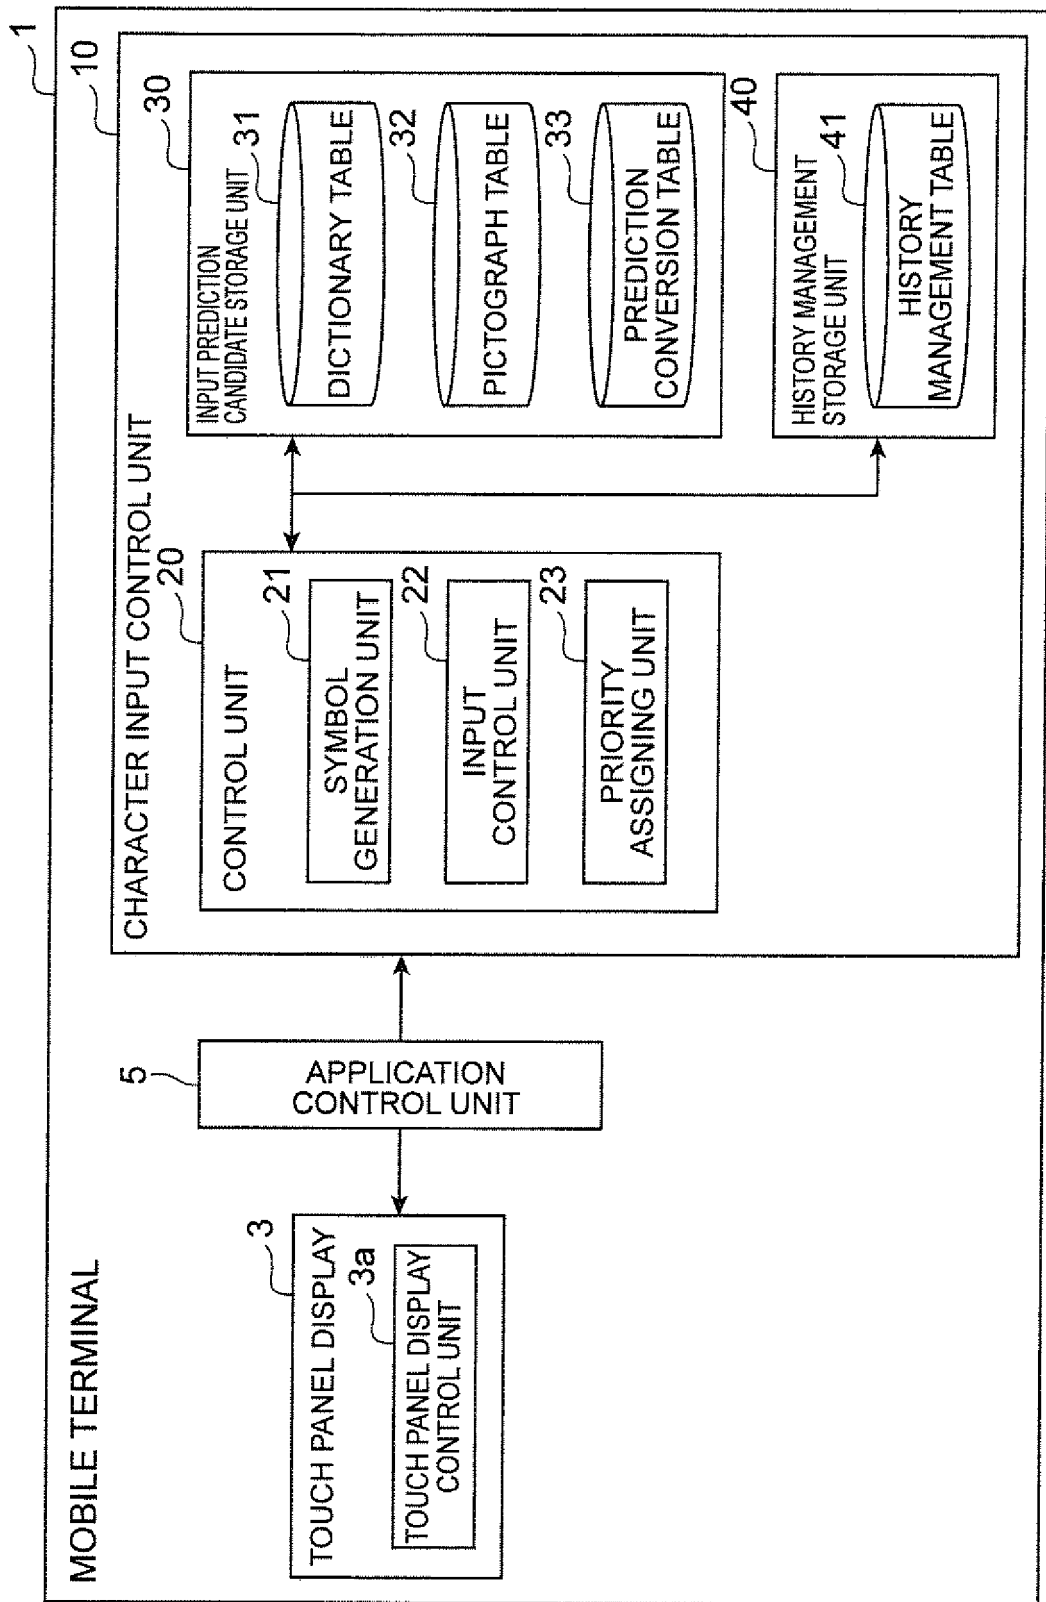 1
MOBILE TERMINAL
3
TOUCH PANEL DISPLAY
3a
TOUCH PANEL DISPLAY
CONTROL UNIT
5
APPLICATION
CONTROL UNIT
10
CHARACTER INPUT CONTROL UNIT
20
CONTROL UNIT
21
SYMBOL
GENERATION UNIT
22
INPUT
CONTROL UNIT
23
PRIORITY
ASSIGNING UNIT
30
INPUT PREDICTION
CANDIDATE STORAGE UNIT
31
DICTIONARY TABLE
32
PICTOGRAPH TABLE
33
PREDICTION
CONVERSION TABLE
40
HISTORY MANAGEMENT
STORAGE UNIT
41
HISTORY
MANAGEMENT TABLE